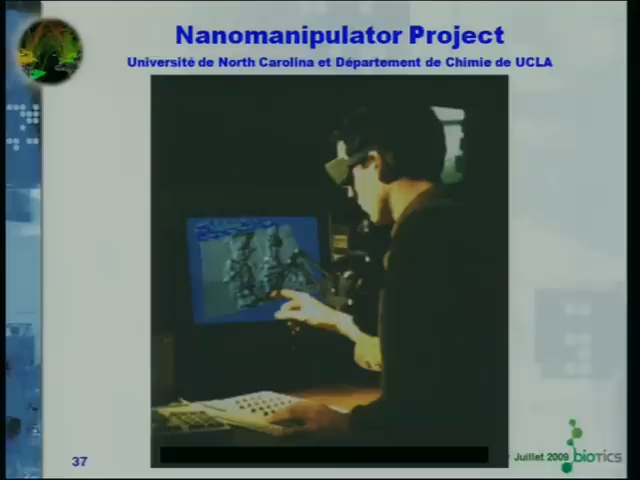 Nanomanipulator Project
Université de North Carolina et Département de Chimie de UCLA
37
Juillet 2009
biOTICS